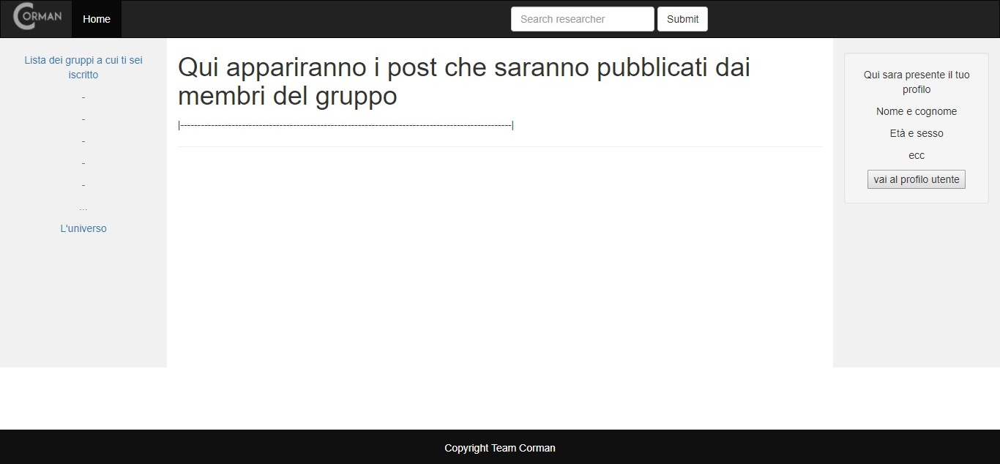 CORMAN
Home
Search researcher
Submit
Lista dei gruppi a cui ti sei
iscritto
-
-
-
-
-
...
L'universo
Qui appariranno i post che saranno pubblicati dai
membri del gruppo
|--------------------------------------------------------------------------------------------------|
Qui sara presente il tuo
profilo
Nome e cognome
Età e sesso
ecc
vai al profilo utente
Copyright Team Corman